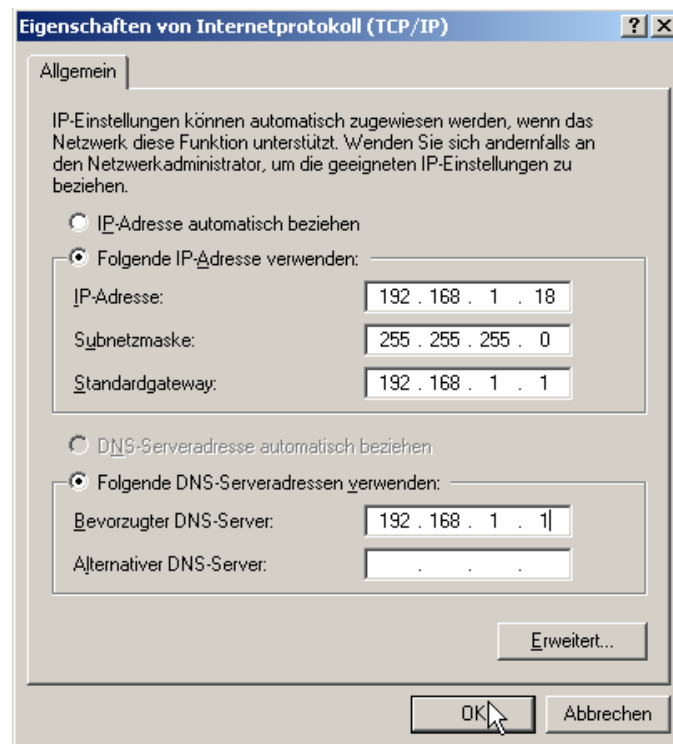 Eigenschaften von Internetprotokoll (TCP/IP)
Allgemein
IP-Einstellungen können automatisch zugewiesen werden, wenn das
Netzwerk diese Funktion unterstützt. Wenden Sie sich andernfalls an
den Netzwerkadministrator, um die geeigneten IP-Einstellungen zu
beziehen.
IP-Adresse automatisch beziehen
Folgende IP-Adresse verwenden:
IP-Adresse: 192 . 168 . 1 . 18
Subnetzmaske: 255 . 255 . 255 . 0
Standardgateway: 192 . 168 . 1 . 1
DNS-Serveradresse automatisch beziehen
Folgende DNS-Serveradressen verwenden:
Bevorzugter DNS-Server: 192 . 168 . 1 . 1
Alternativer DNS-Server: . . .
Erweitert...
OK Abbrechen